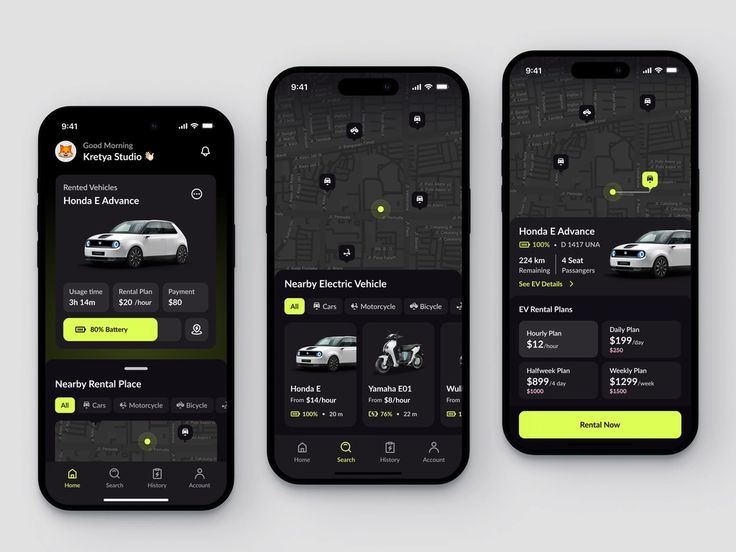 9:41
Good Morning
Kretya Studio
Rented Vehicles
Honda E Advance
Usage time
3h 14m
Rental Plan
$20 /hour
Payment
$80
80% Battery
Nearby Rental Place
All
Cars
Motorcycle
Bicycle
Home
Search
History
Account
9:41
Nearby Electric Vehicle
All
Cars
Motorcycle
Bicycle
Honda E
From $14/hour
100% • 20 m
Yamaha E01
From $8/hour
76% • 22 m
Wuli
From
1
Home
Search
History
Account
9:41
Honda E Advance
100% • D 1417 UNA
224 km
Remaining
4 Seat
Passangers
See EV Details >
EV Rental Plans
Hourly Plan
$12/hour
Daily Plan
$199/day
$250
Halfweek Plan
$899/4 day
$1000
Weekly Plan
$1299/week
$1500
Rental Now